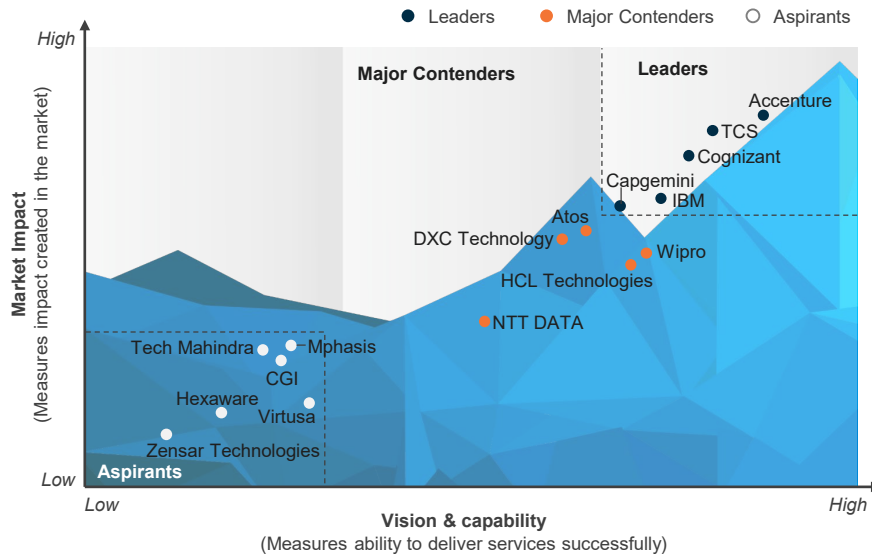 Leaders
Major Contenders
Aspirants
High
Major Contenders
Leaders
Accenture
TCS
Cognizant
Capgemini
IBM
Atos
DXC Technology
Wipro
HCL Technologies
NTT DATA
Tech Mahindra
Mphasis
CGI
Hexaware
Virtusa
Zensar Technologies
Aspirants
Market Impact
(Measures impact created in the market)
Low
Low
High
Vision & capability
(Measures ability to deliver services successfully)